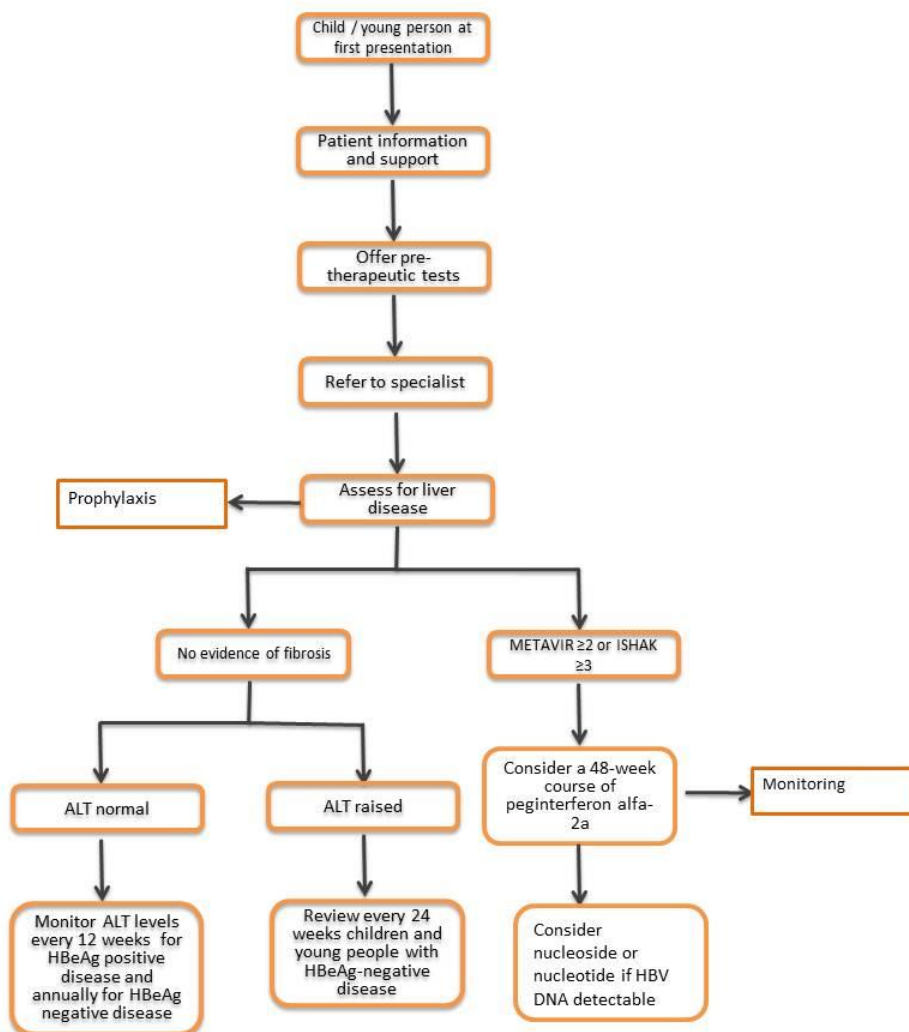 Child / young person at
first presentation
Patient information
and support
Offer pre-
therapeutic tests
Refer to specialist
Prophylaxis
Assess for liver
disease
No evidence of fibrosis
METAVIR ≥2 or ISHAK
≥3
ALT normal
ALT raised
Consider a 48-week
course of
peginterferon alfa-
2a
Monitoring
Monitor ALT levels
every 12 weeks for
HBeAg positive
disease and
annually for HBeAg
negative disease
Review every 24
weeks children and
young people with
HBeAg-negative
disease
Consider
nucleoside or
nucleotide if HBV
DNA detectable